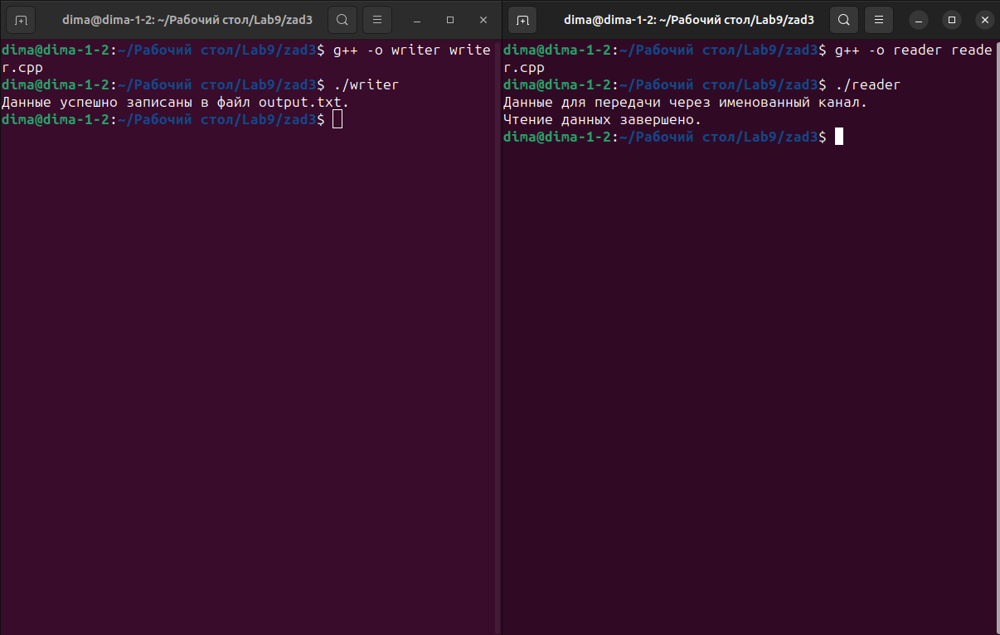 dima@dima-1-2: ~/Рабочий стол/Lab9/zad3
dima@dima-1-2:~/Рабочий стол/Lab9/zad3$ g++ -o writer write
r.cpp
dima@dima-1-2:~/Рабочий стол/Lab9/zad3$ ./writer
Данные успешно записаны в файл output.txt.
dima@dima-1-2:~/Рабочий стол/Lab9/zad3$
dima@dima-1-2: ~/Рабочий стол/Lab9/zad3
dima@dima-1-2:~/Рабочий стол/Lab9/zad3$ g++ -o reader reade
r.cpp
dima@dima-1-2:~/Рабочий стол/Lab9/zad3$ ./reader
Данные для передачи через именованный канал.
Чтение данных завершено.
dima@dima-1-2:~/Рабочий стол/Lab9/zad3$